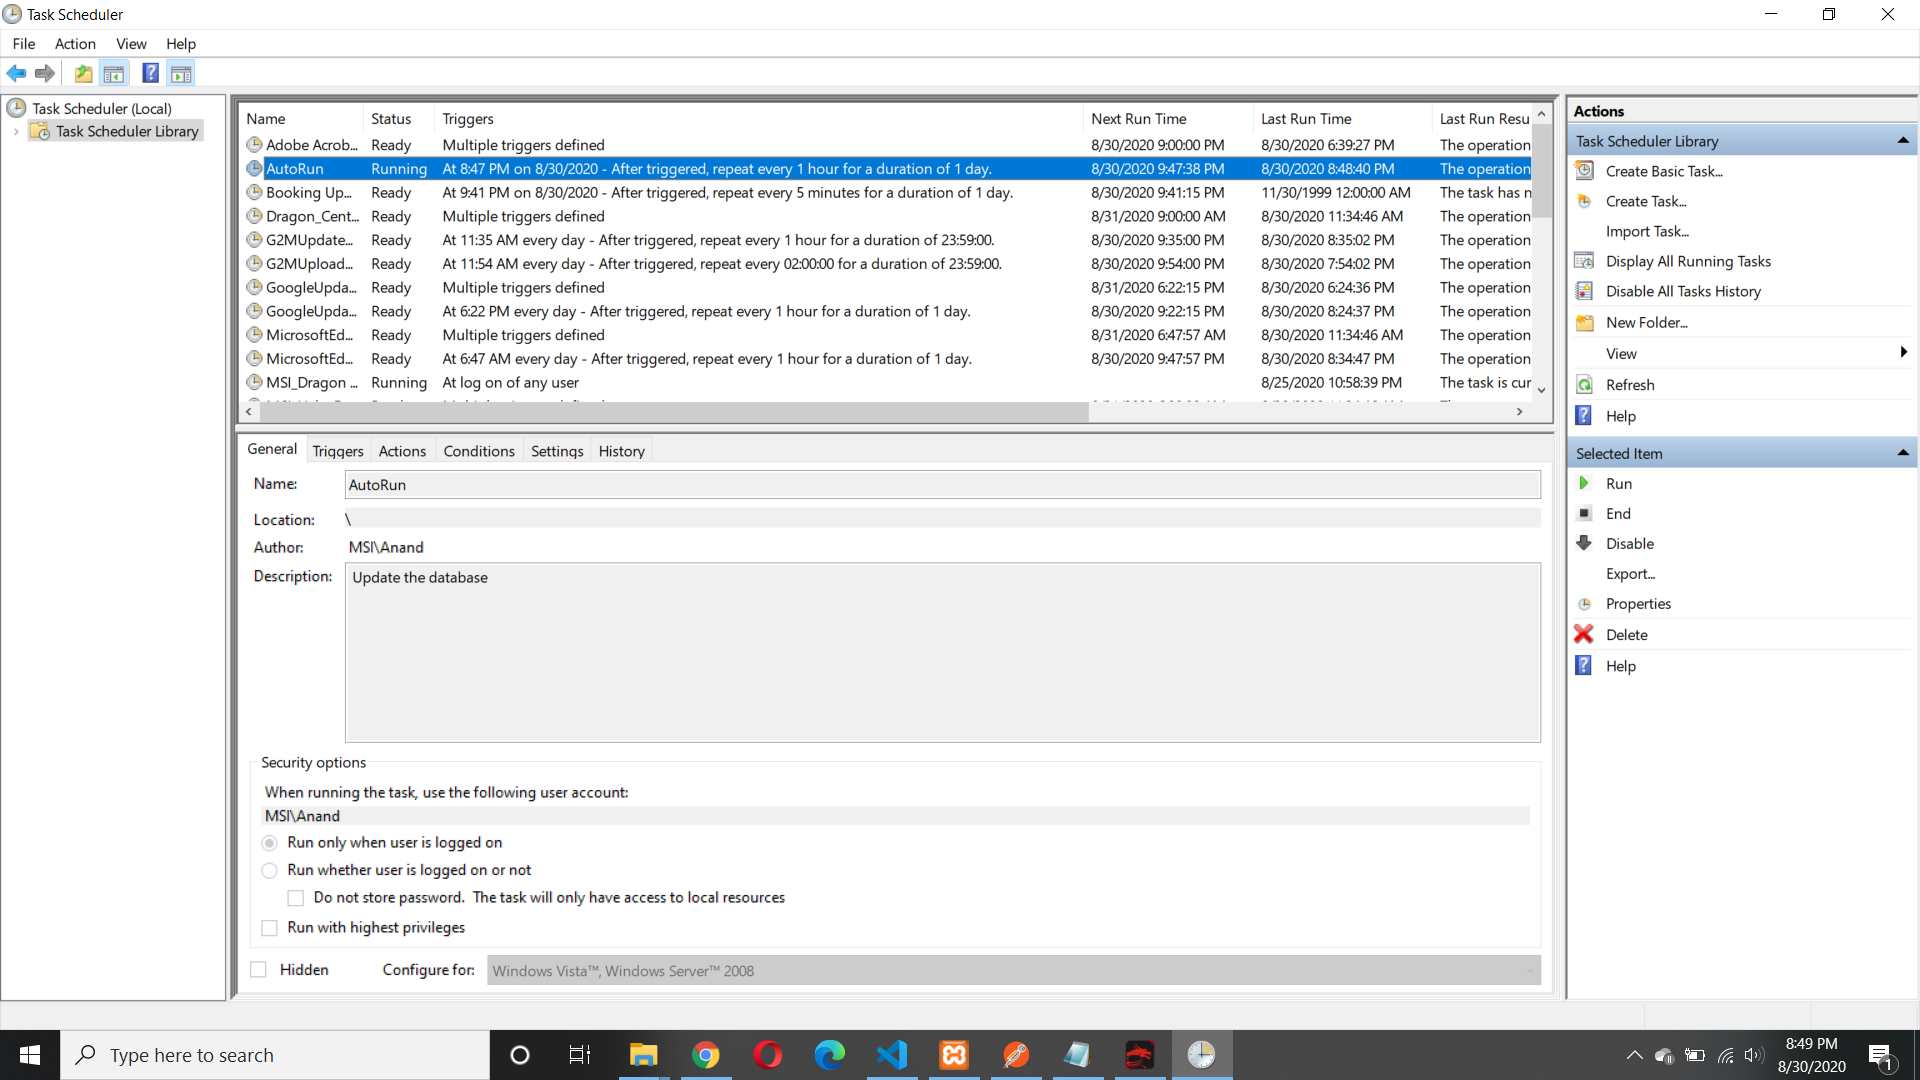 Task Scheduler
File Action View Help
Task Scheduler (Local)
Task Scheduler Library
Name Status Triggers Next Run Time Last Run Time Last Run Resu
Adobe Acrob... Ready Multiple triggers defined 8/30/2020 9:00:00 PM 8/30/2020 6:39:27 PM The operation
AutoRun Running At 8:47 PM on 8/30/2020 - After triggered, repeat every 1 hour for a duration of 1 day. 8/30/2020 9:47:38 PM 8/30/2020 8:48:40 PM The operation
Booking Up... Ready At 9:41 PM on 8/30/2020 - After triggered, repeat every 5 minutes for a duration of 1 day. 8/30/2020 9:41:15 PM 11/30/1999 12:00:00 AM The task has n
Dragon_Cent... Ready Multiple triggers defined 8/31/2020 9:00:00 AM 8/30/2020 11:34:46 AM The operation
G2MUpdate... Ready At 11:35 AM every day - After triggered, repeat every 1 hour for a duration of 23:59:00. 8/30/2020 9:35:00 PM 8/30/2020 8:35:02 PM The operation
G2MUpload... Ready At 11:54 AM every day - After triggered, repeat every 02:00:00 for a duration of 23:59:00. 8/30/2020 9:54:00 PM 8/30/2020 7:54:02 PM The operation
GoogleUpda... Ready Multiple triggers defined 8/31/2020 6:22:15 PM 8/30/2020 6:24:36 PM The operation
GoogleUpda... Ready At 6:22 PM every day - After triggered, repeat every 1 hour for a duration of 1 day. 8/30/2020 9:22:15 PM 8/30/2020 8:24:37 PM The operation
MicrosoftEd... Ready Multiple triggers defined 8/31/2020 6:47:57 AM 8/30/2020 11:34:46 AM The operation
MicrosoftEd... Ready At 6:47 AM every day - After triggered, repeat every 1 hour for a duration of 1 day. 8/30/2020 9:47:57 PM 8/30/2020 8:34:47 PM The operation
MSI_Dragon ... Running At log on of any user 8/25/2020 10:58:39 PM The task is cur
General Triggers Actions Conditions Settings History
Name: AutoRun
Location: \
Author: MSI\Anand
Description: Update the database
Security options
When running the task, use the following user account:
MSI\Anand
Run only when user is logged on
Run whether user is logged on or not
Do not store password. The task will only have access to local resources
Run with highest privileges
Hidden Configure for: Windows Vista™, Windows Server™ 2008
Actions
Task Scheduler Library
Create Basic Task...
Create Task...
Import Task...
Display All Running Tasks
Disable All Tasks History
New Folder...
View
Refresh
Help
Selected Item
Run
End
Disable
Export...
Properties
Delete
Help
Type here to search
8:49 PM
8/30/2020
1